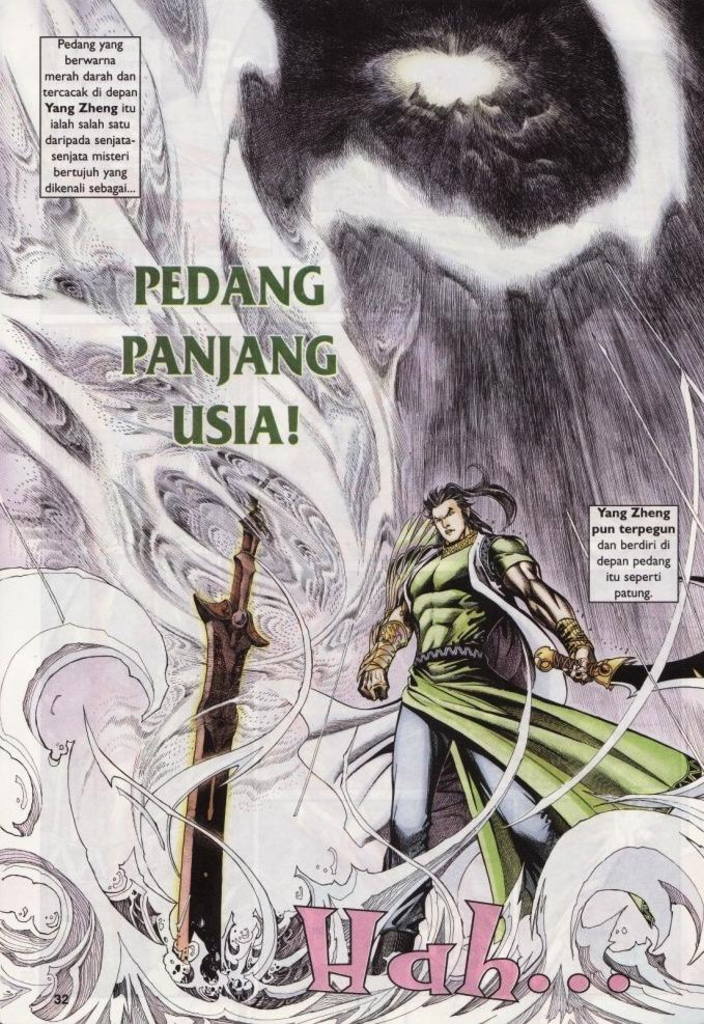 Pedang yang
berwarna
merah darah dan
tercacak di depan
Yang Zheng itu
ialah salah satu
daripada senjata-
senjata misteri
bertujuh yang
dikenali sebagai...
PEDANG
PANJANG
USIA!
Yang Zheng
pun terpegun
dan berdiri di
depan pedang
itu seperti
patung.
Hah...
32